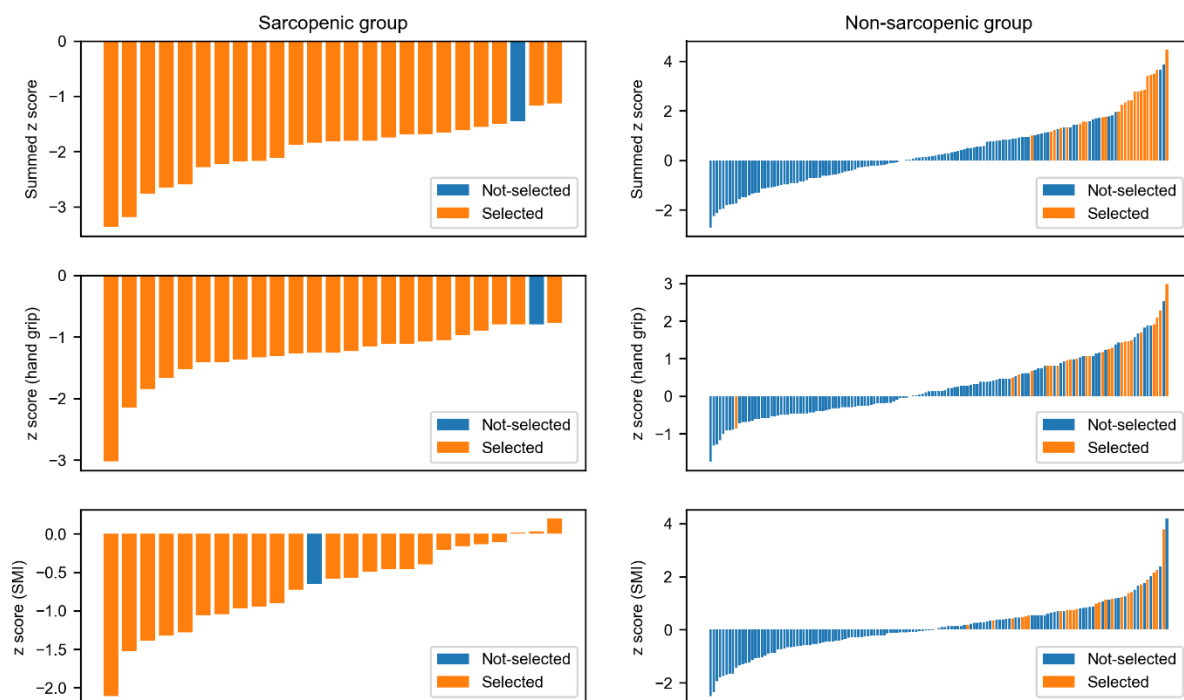 Sarcopenic group
Summed z score
0
−1
−2
−3
Not-selected
Selected
Non-sarcopenic group
Summed z score
4
2
0
−2
Not-selected
Selected
z score (hand grip)
0
−1
−2
−3
Not-selected
Selected
z score (hand grip)
3
2
1
0
−1
Not-selected
Selected
z score (SMI)
0.0
−0.5
−1.0
−1.5
−2.0
Not-selected
Selected
z score (SMI)
4
2
0
−2
Not-selected
Selected